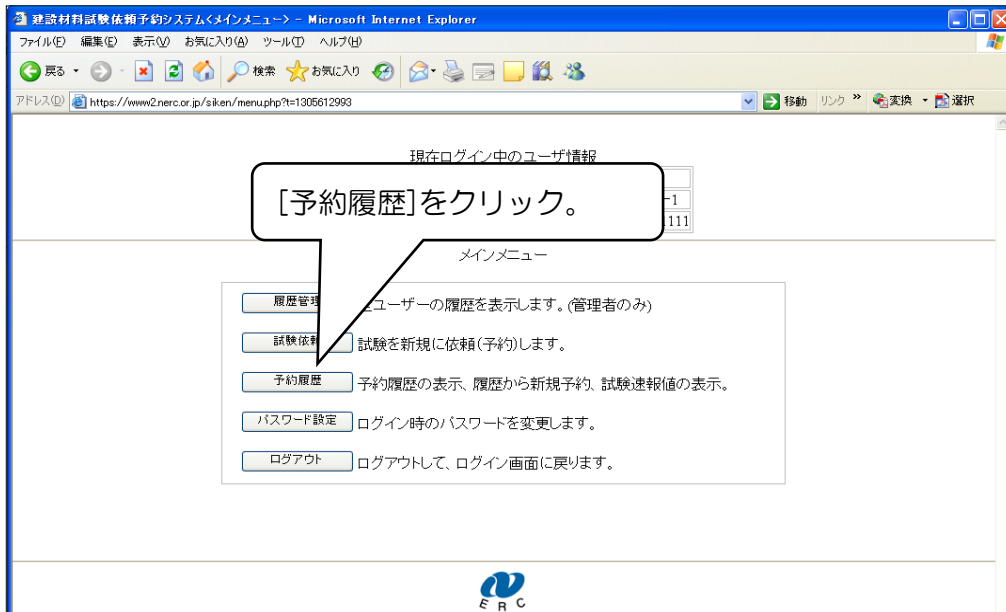 建設材料試験依頼予約システム<メインメニュー> - Microsoft Internet Explorer
ファイル(F) 編集(E) 表示(V) お気に入り(A) ツール(T) ヘルプ(H)
戻る 検索 お気に入り
アドレス(D) https://www2.nerc.or.jp/siken/menu.php?t=1305612993 移動 リンク » 変換 選択
現在ログイン中のユーザ情報
[予約履歴]をクリック。
-1
111
メインメニュー
履歴管理 ユーザーの履歴を表示します。(管理者のみ)
試験依頼 試験を新規に依頼(予約)します。
予約履歴 予約履歴の表示、履歴から新規予約、試験速報値の表示。
パスワード設定 ログイン時のパスワードを変更します。
ログアウト ログアウトして、ログイン画面に戻ります。
ERC